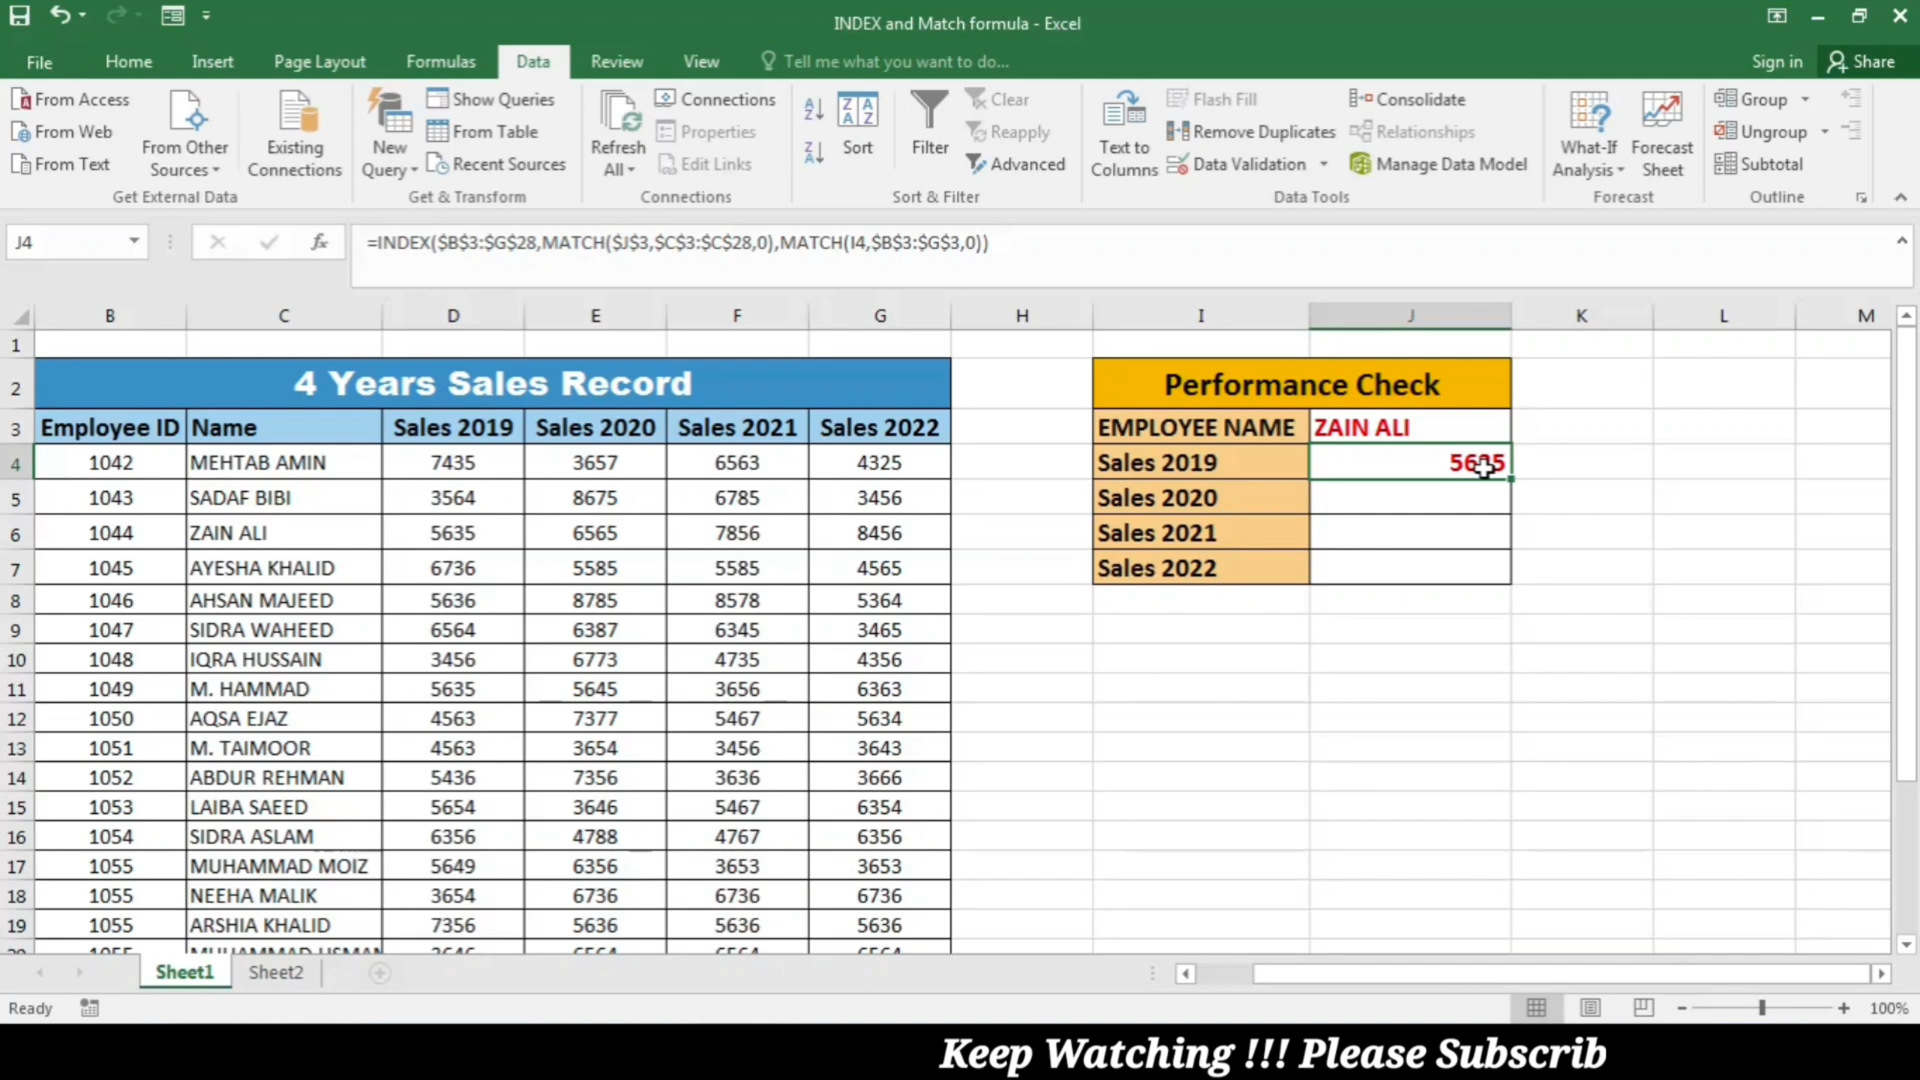 INDEX and Match formula - Excel
File Home Insert Page Layout Formulas Data Review View Tell me what you want to do... Sign in Share
From Access
From Web
From Text
From Other Sources
Existing Connections
Get External Data
New Query
Show Queries
From Table
Recent Sources
Get & Transform
Refresh All
Connections
Properties
Edit Links
Connections
Sort
Filter
Clear
Reapply
Advanced
Sort & Filter
Text to Columns
Flash Fill
Remove Duplicates
Data Validation
Consolidate
Relationships
Manage Data Model
Data Tools
What-If Analysis
Forecast Sheet
Forecast
Group
Ungroup
Subtotal
Outline
J4 fx =INDEX($B$3:$G$28,MATCH($J$3,$C$3:$C$28,0),MATCH(I4,$B$3:$G$3,0))
B C D E F G H I J K L M
1
2 4 Years Sales Record Performance Check
3 Employee ID Name Sales 2019 Sales 2020 Sales 2021 Sales 2022 EMPLOYEE NAME ZAIN ALI
4 1042 MEHTAB AMIN 7435 3657 6563 4325 Sales 2019 5635
5 1043 SADAF BIBI 3564 8675 6785 3456 Sales 2020
6 1044 ZAIN ALI 5635 6565 7856 8456 Sales 2021
7 1045 AYESHA KHALID 6736 5585 5585 4565 Sales 2022
8 1046 AHSAN MAJEED 5636 8785 8578 5364
9 1047 SIDRA WAHEED 6564 6387 6345 3465
10 1048 IQRA HUSSAIN 3456 6773 4735 4356
11 1049 M. HAMMAD 5635 5645 3656 6363
12 1050 AQSA EJAZ 4563 7377 5467 5634
13 1051 M. TAIMOOR 4563 3654 3456 3643
14 1052 ABDUR REHMAN 5436 7356 3636 3666
15 1053 LAIBA SAEED 5654 3646 5467 6354
16 1054 SIDRA ASLAM 6356 4788 4767 6356
17 1055 MUHAMMAD MOIZ 5649 6356 3653 3653
18 1055 NEEHA MALIK 3654 6736 6736 6736
19 1055 ARSHIA KHALID 7356 5636 5636 5636
Sheet1 Sheet2
Ready 100%
Keep Watching !!! Please Subscrib